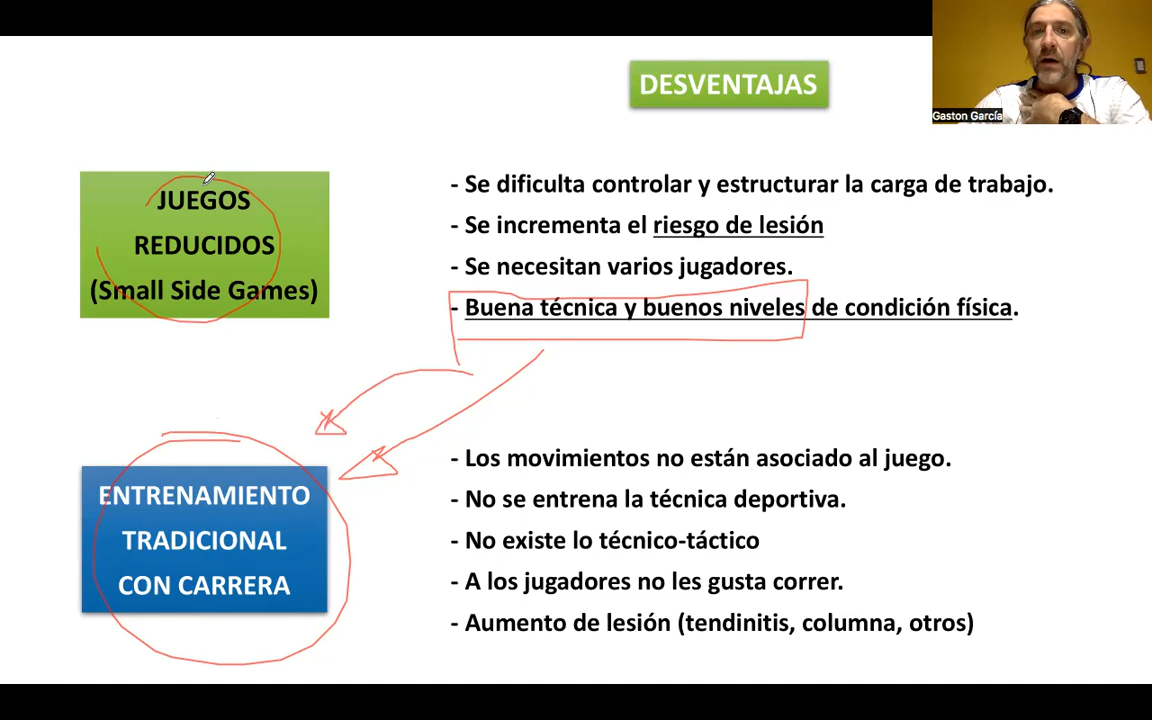 DESVENTAJAS
Gaston García
JUEGOS
REDUCIDOS
(Small Side Games)
- Se dificulta controlar y estructurar la carga de trabajo.
- Se incrementa el riesgo de lesión
- Se necesitan varios jugadores.
- Buena técnica y buenos niveles de condición física.
ENTRENAMIENTO
TRADICIONAL
CON CARRERA
- Los movimientos no están asociado al juego.
- No se entrena la técnica deportiva.
- No existe lo técnico-táctico
- A los jugadores no les gusta correr.
- Aumento de lesión (tendinitis, columna, otros)